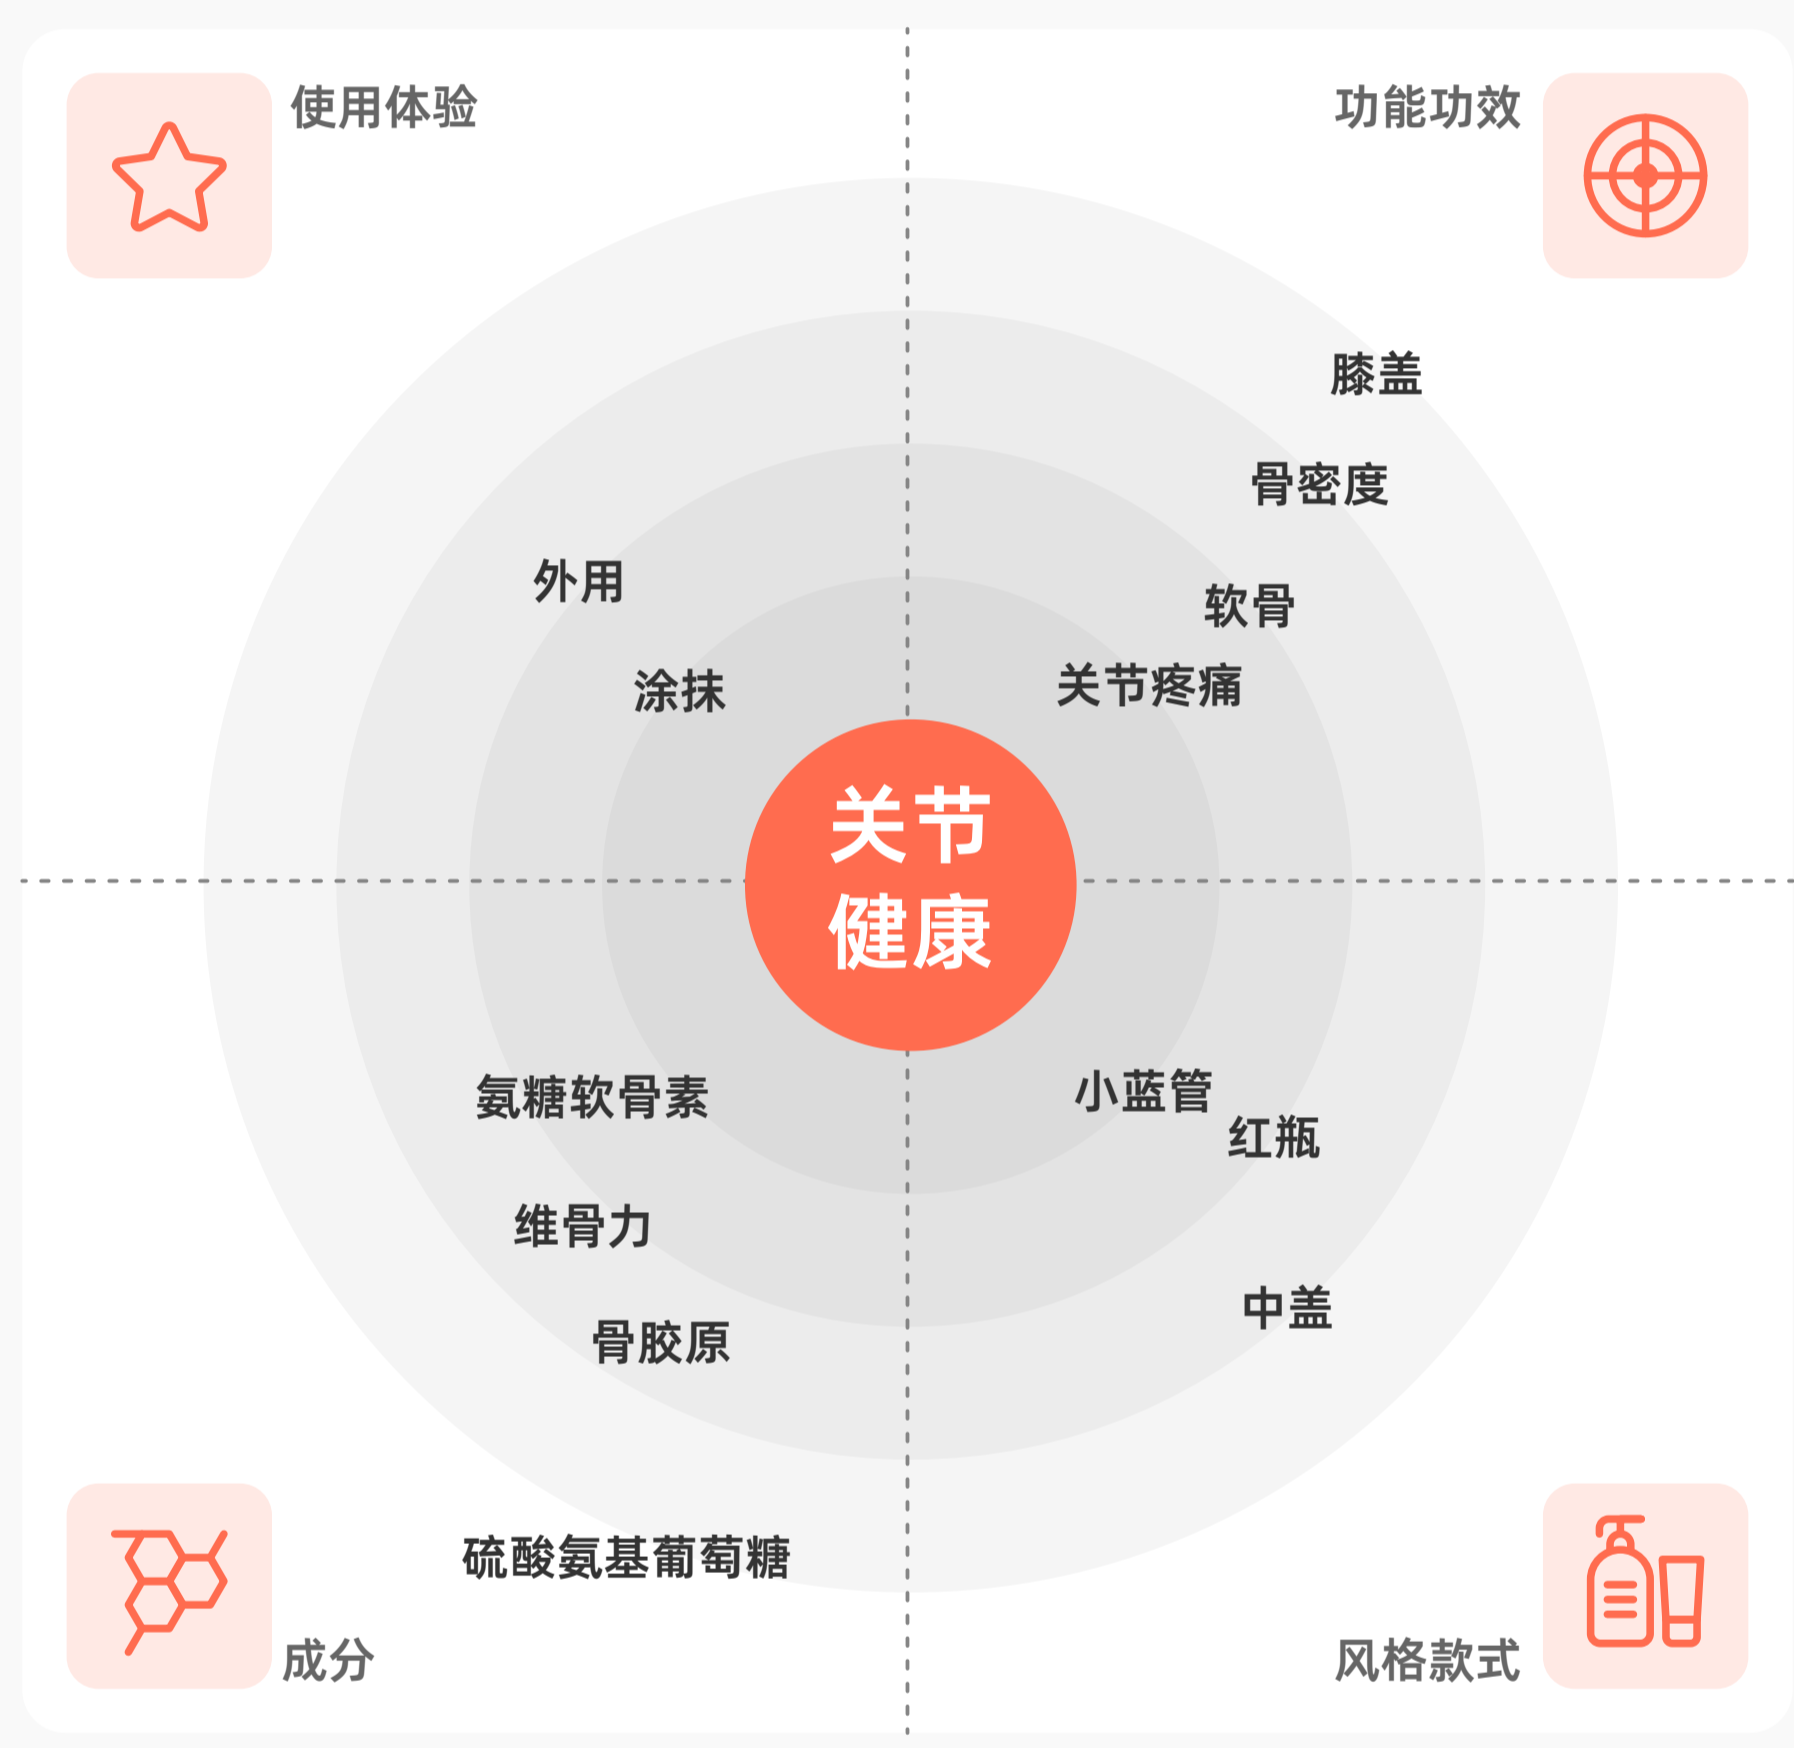 使用体验
功能功效
膝盖
骨密度
外用
软骨
涂抹
关节疼痛
关节
健康
氨糖软骨素
小蓝管
红瓶
维骨力
中盖
骨胶原
硫酸氨基葡萄糖
成分
风格款式